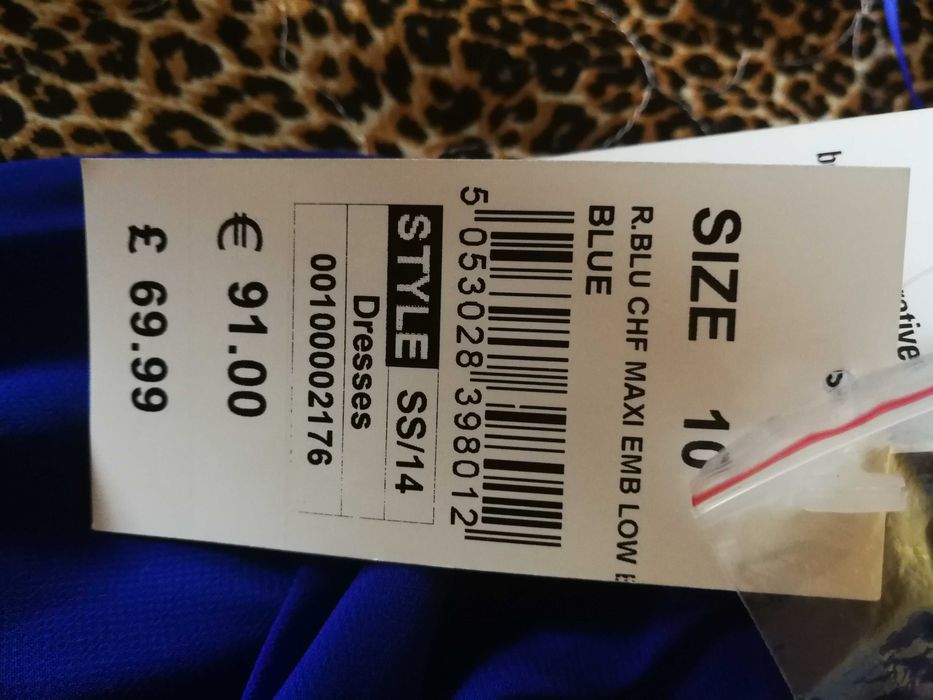 SIZE 10
R.BLU CHF MAXI EMB LOW
BLUE
5 053028 398012
STYLE SS/14
Dresses
001000002176
€ 91.00
£ 69.99